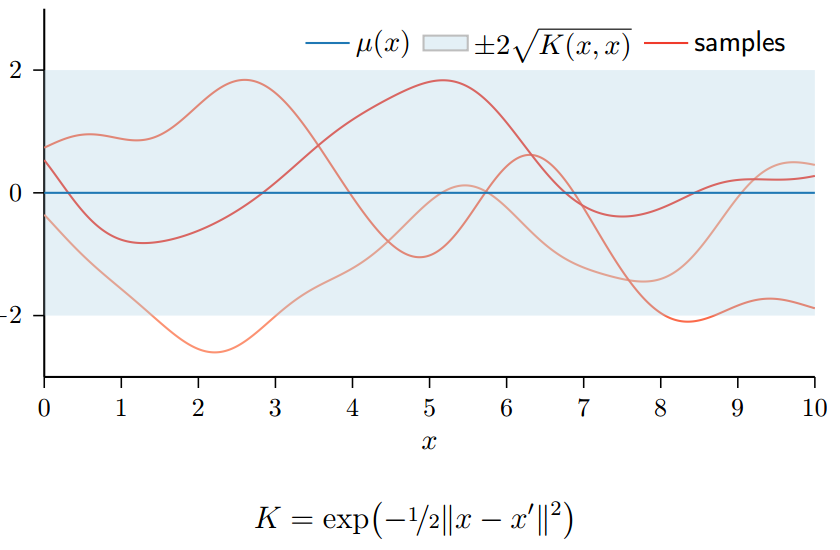 μ(x) ±2√K(x, x) samples
2
0
−2
0 1 2 3 4 5 6 7 8 9 10
x
K = exp(−1/2‖x − x′‖²)